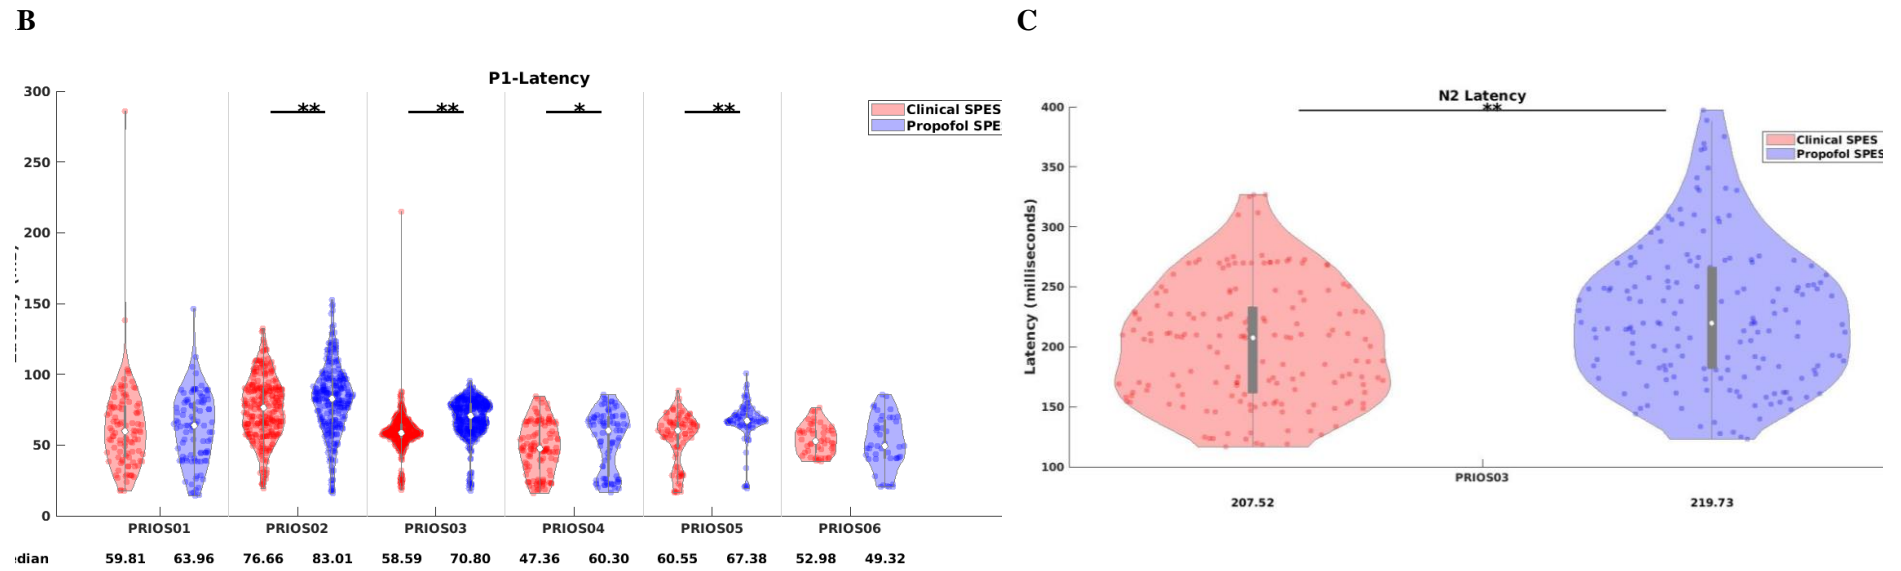 B
P1-Latency
300
250
200
150
100
50
0
** ** * **
Clinical SPES
Propofol SPE
PRIOS01 PRIOS02 PRIOS03 PRIOS04 PRIOS05 PRIOS06
dian 59.81 63.96 76.66 83.01 58.59 70.80 47.36 60.30 60.55 67.38 52.98 49.32
C
N2 Latency
**
400
350
300
250
200
150
100
Latency (milliseconds)
Clinical SPES
Propofol SPES
PRIOS03
207.52 219.73